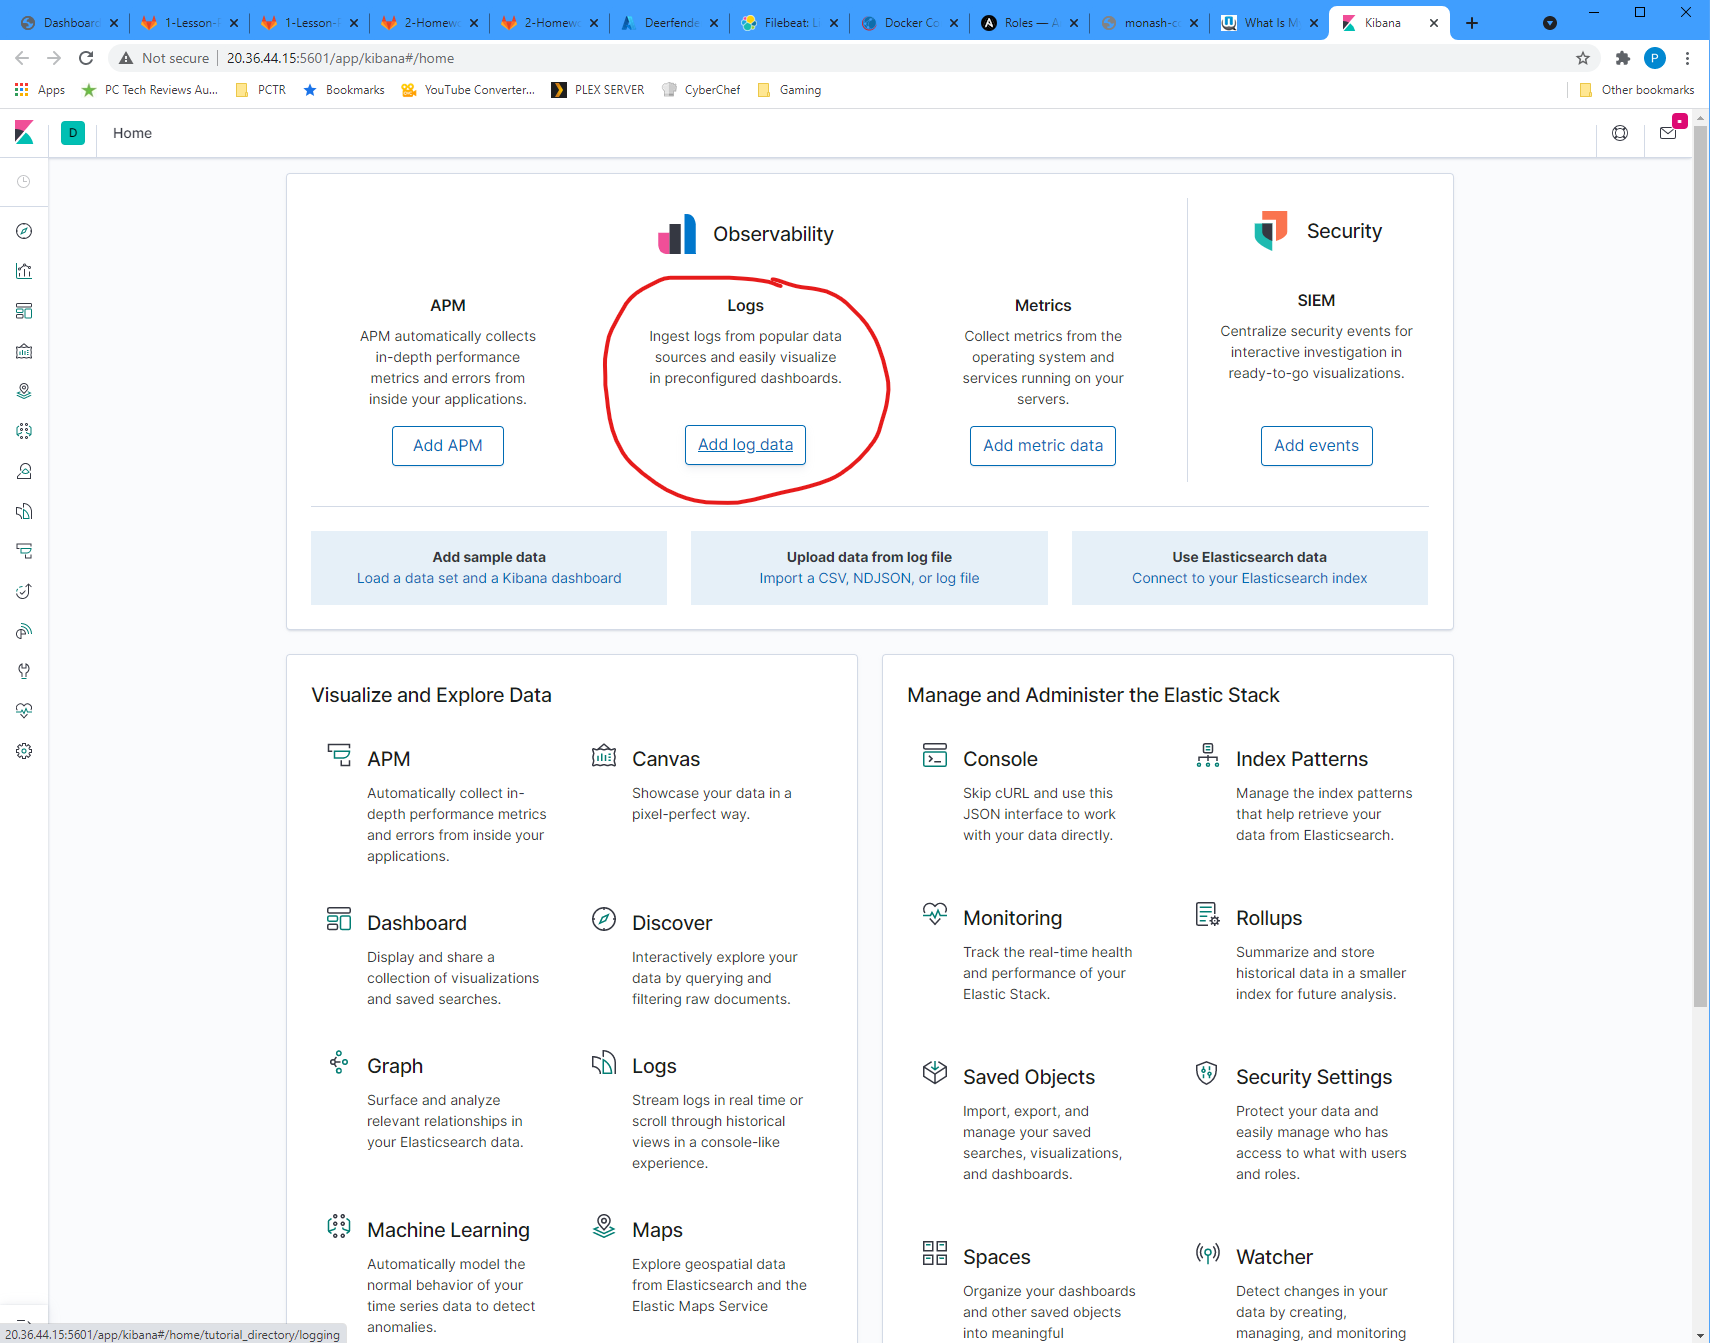 Dashboard
1-Lesson-F
1-Lesson-F
2-Homewo
2-Homewo
Deerfende
Filebeat: L
Docker Co
Roles — A
monash-co
What Is M
Kibana
Not secure
20.36.44.15:5601/app/kibana#/home
P
Apps
PC Tech Reviews Au...
PCTR
Bookmarks
YouTube Converter...
PLEX SERVER
CyberChef
Gaming
Other bookmarks
D
Home
Observability
Security
APM
APM automatically collects
in-depth performance
metrics and errors from
inside your applications.
Add APM
Logs
Ingest logs from popular data
sources and easily visualize
in preconfigured dashboards.
Add log data
Metrics
Collect metrics from the
operating system and
services running on your
servers.
Add metric data
SIEM
Centralize security events for
interactive investigation in
ready-to-go visualizations.
Add events
Add sample data
Load a data set and a Kibana dashboard
Upload data from log file
Import a CSV, NDJSON, or log file
Use Elasticsearch data
Connect to your Elasticsearch index
Visualize and Explore Data
APM
Automatically collect in-
depth performance metrics
and errors from inside your
applications.
Canvas
Showcase your data in a
pixel-perfect way.
Dashboard
Display and share a
collection of visualizations
and saved searches.
Discover
Interactively explore your
data by querying and
filtering raw documents.
Graph
Surface and analyze
relevant relationships in
your Elasticsearch data.
Logs
Stream logs in real time or
scroll through historical
views in a console-like
experience.
Machine Learning
Automatically model the
normal behavior of your
time series data to detect
anomalies.
Maps
Explore geospatial data
from Elasticsearch and the
Elastic Maps Service
Manage and Administer the Elastic Stack
Console
Skip cURL and use this
JSON interface to work
with your data directly.
Index Patterns
Manage the index patterns
that help retrieve your
data from Elasticsearch.
Monitoring
Track the real-time health
and performance of your
Elastic Stack.
Rollups
Summarize and store
historical data in a smaller
index for future analysis.
Saved Objects
Import, export, and
manage your saved
searches, visualizations,
and dashboards.
Security Settings
Protect your data and
easily manage who has
access to what with users
and roles.
Spaces
Organize your dashboards
and other saved objects
into meaningful
Watcher
Detect changes in your
data by creating,
managing, and monitoring
20.36.44.15:5601/app/kibana#/home/tutorial_directory/logging